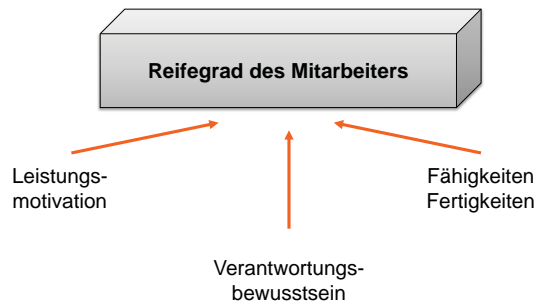 Reifegrad des Mitarbeiters
Leistungs-
motivation
Fähigkeiten
Fertigkeiten
Verantwortungs-
bewusstsein